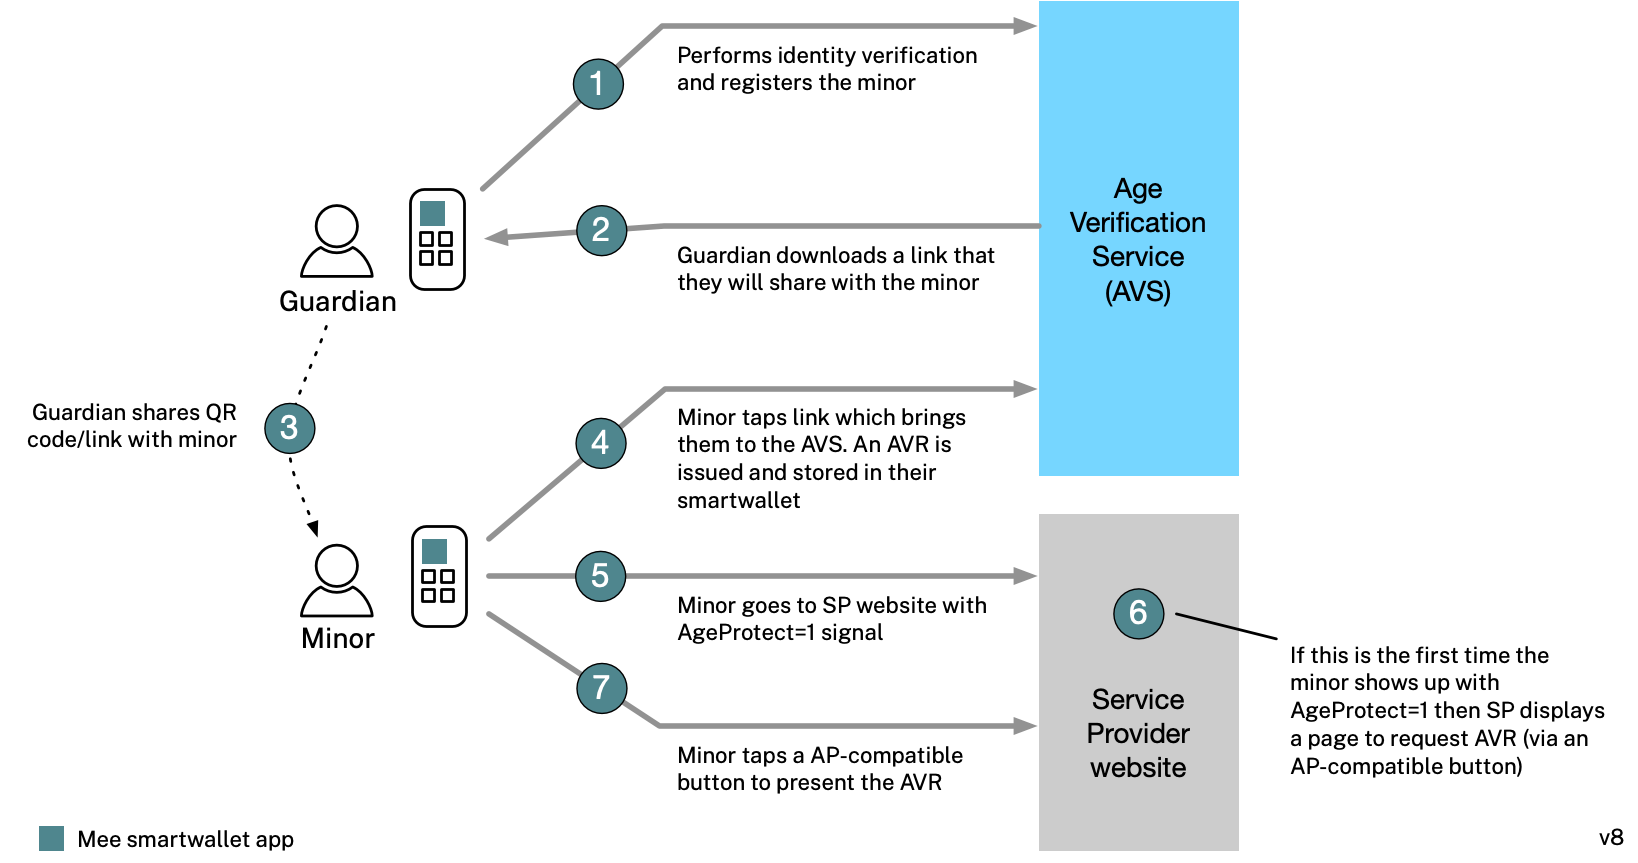 1
Performs identity verification
and registers the minor
2
Guardian downloads a link that
they will share with the minor
Age
Verification
Service
(AVS)
Guardian
Guardian shares QR
code/link with minor
3
4
Minor taps link which brings
them to the AVS. An AVR is
issued and stored in their
smartwallet
Minor
5
Minor goes to SP website with
AgeProtect=1 signal
6
If this is the first time the
minor shows up with
AgeProtect=1 then SP displays
a page to request AVR (via an
AP-compatible button)
Service
Provider
website
7
Minor taps a AP-compatible
button to present the AVR
Mee smartwallet app
v8